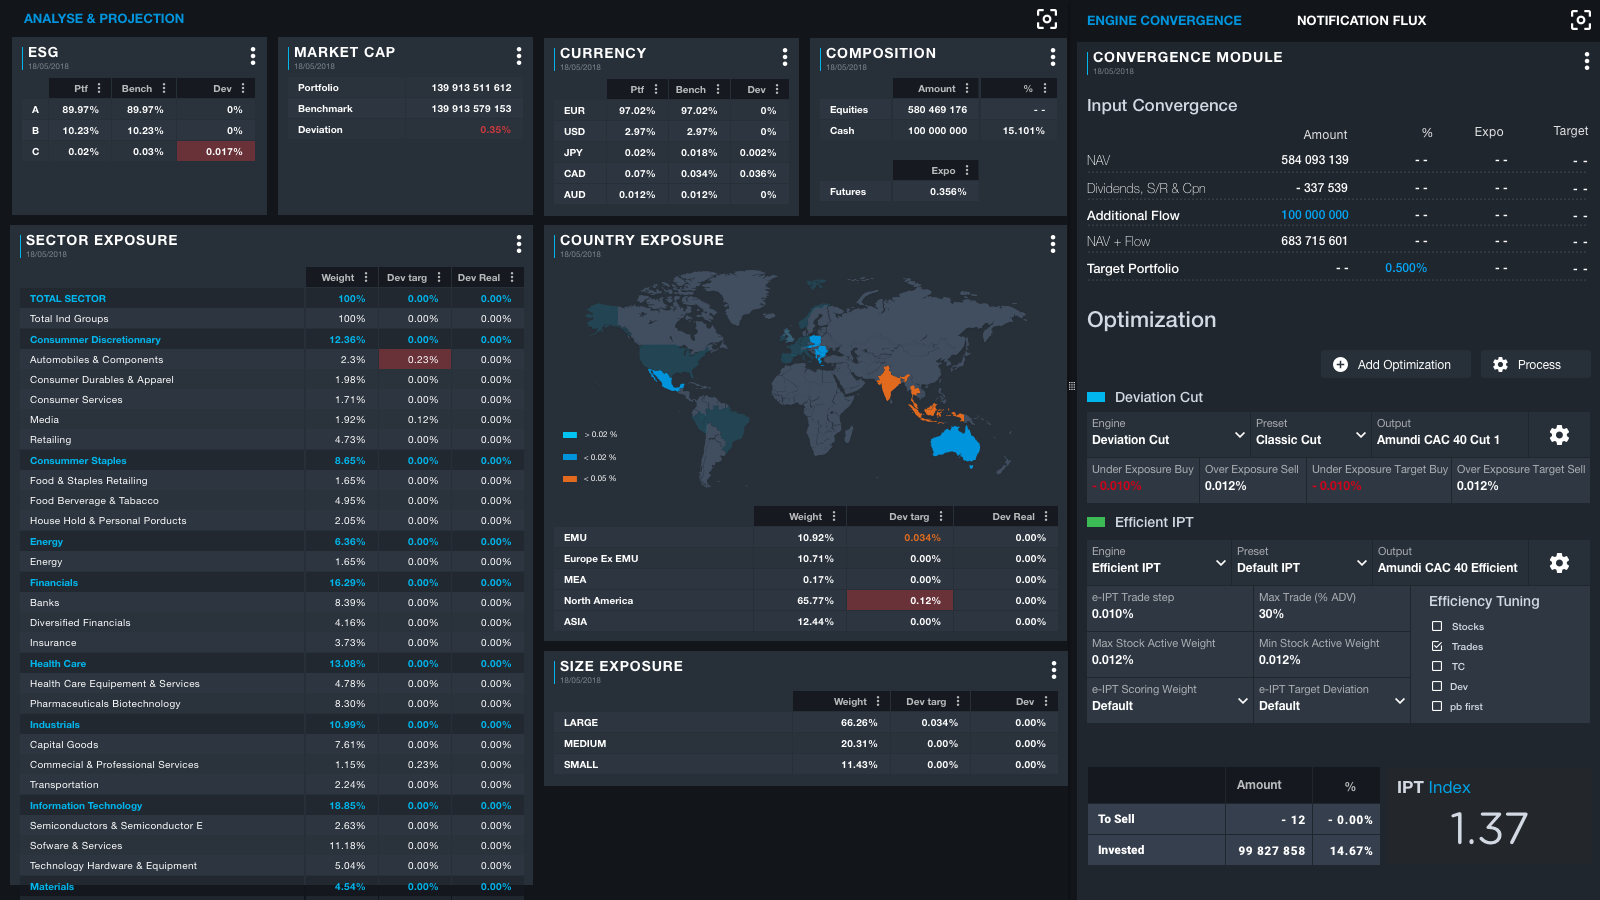 ANALYSE & PROJECTION
ESG
18/05/2018
Ptf Bench Dev
A 89.97% 89.97% 0%
B 10.23% 10.23% 0%
C 0.02% 0.03% 0.017%
MARKET CAP
18/05/2018
Portfolio 139 913 511 612
Benchmark 139 913 579 153
Deviation 0.35%
CURRENCY
18/05/2018
Ptf Bench Dev
EUR 97.02% 97.02% 0%
USD 2.97% 2.97% 0%
JPY 0.02% 0.018% 0.002%
CAD 0.07% 0.034% 0.036%
AUD 0.012% 0.012% 0%
COMPOSITION
18/05/2018
Amount %
Equities 580 469 176 - -
Cash 100 000 000 15.101%
Expo
Futures 0.356%
SECTOR EXPOSURE
18/05/2018
Weight Dev targ Dev Real
TOTAL SECTOR 100% 0.00% 0.00%
Total Ind Groups 100% 0.00% 0.00%
Consummer Discretionnary 12.36% 0.00% 0.00%
Automobiles & Components 2.3% 0.23% 0.00%
Consumer Durables & Apparel 1.98% 0.00% 0.00%
Consumer Services 1.71% 0.00% 0.00%
Media 1.92% 0.12% 0.00%
Retailing 4.73% 0.00% 0.00%
Consummer Staples 8.65% 0.00% 0.00%
Food & Staples Retailing 1.65% 0.00% 0.00%
Food Berverage & Tabacco 4.95% 0.00% 0.00%
House Hold & Personal Porducts 2.05% 0.00% 0.00%
Energy 6.36% 0.00% 0.00%
Energy 1.65% 0.00% 0.00%
Financials 16.29% 0.00% 0.00%
Banks 8.39% 0.00% 0.00%
Diversified Financials 4.16% 0.00% 0.00%
Insurance 3.73% 0.00% 0.00%
Health Care 13.08% 0.00% 0.00%
Health Care Equipement & Services 4.78% 0.00% 0.00%
Pharmaceuticals Biotechnology 8.30% 0.00% 0.00%
Industrials 10.99% 0.00% 0.00%
Capital Goods 7.61% 0.00% 0.00%
Commecial & Professional Services 1.15% 0.23% 0.00%
Transportation 2.24% 0.00% 0.00%
Information Technology 18.85% 0.00% 0.00%
Semiconductors & Semiconductor E 2.63% 0.00% 0.00%
Sofware & Services 11.18% 0.00% 0.00%
Technology Hardware & Equipment 5.04% 0.00% 0.00%
Materials 4.54% 0.00% 0.00%
COUNTRY EXPOSURE
18/05/2018
> 0.02 %
< 0.02 %
< 0.05 %
Weight Dev targ Dev Real
EMU 10.92% 0.034% 0.00%
Europe Ex EMU 10.71% 0.00% 0.00%
MEA 0.17% 0.00% 0.00%
North America 65.77% 0.12% 0.00%
ASIA 12.44% 0.00% 0.00%
SIZE EXPOSURE
18/05/2018
Weight Dev targ Dev
LARGE 66.26% 0.034% 0.00%
MEDIUM 20.31% 0.00% 0.00%
SMALL 11.43% 0.00% 0.00%
ENGINE CONVERGENCE NOTIFICATION FLUX
CONVERGENCE MODULE
18/05/2018
Input Convergence
Amount % Expo Target
NAV 584 093 139 - - - - - -
Dividends, S/R & Cpn - 337 539 - - - - - -
Additional Flow 100 000 000 - - - - - -
NAV + Flow 683 715 601 - - - - - -
Target Portfolio - - 0.500% - - - -
Optimization
Add Optimization Process
Deviation Cut
Engine Preset Output
Deviation Cut Classic Cut Amundi CAC 40 Cut 1
Under Exposure Buy Over Exposure Sell Under Exposure Target Buy Over Exposure Target Sell
- 0.010% 0.012% - 0.010% 0.012%
Efficient IPT
Engine Preset Output
Efficient IPT Default IPT Amundi CAC 40 Efficient
e-IPT Trade step Max Trade (% ADV)
0.010% 30%
Max Stock Active Weight Min Stock Active Weight
0.012% 0.012%
e-IPT Scoring Weight e-IPT Target Deviation
Default Default
Efficiency Tuning
Stocks
Trades
TC
Dev
pb first
Amount %
To Sell - 12 - 0.00%
Invested 99 827 858 14.67%
IPT Index
1.37